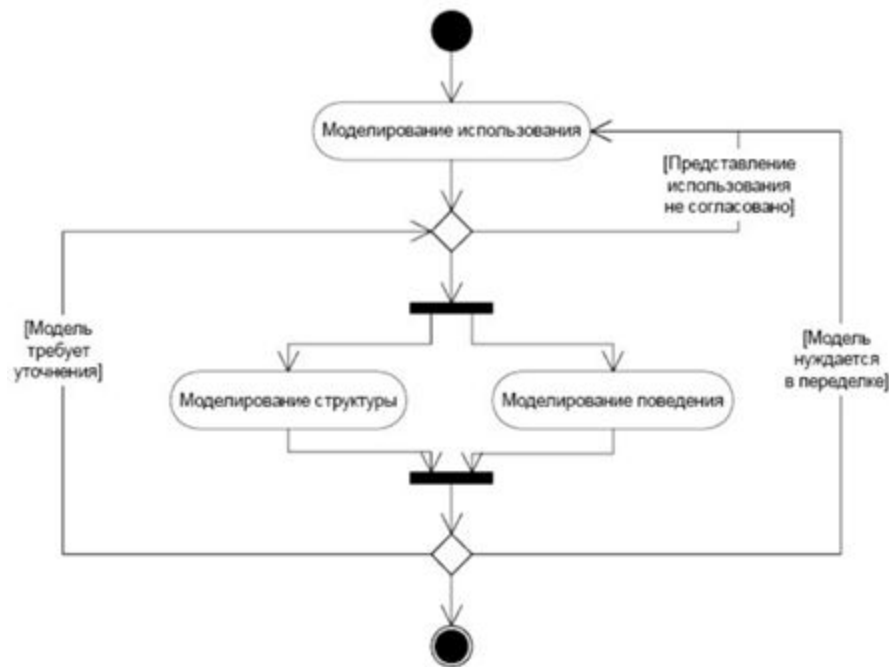 Моделирование использования
[Представление
использования
не согласовано]
[Модель
требует
уточнения]
[Модель
нуждается
в переделке]
Моделирование структуры
Моделирование поведения